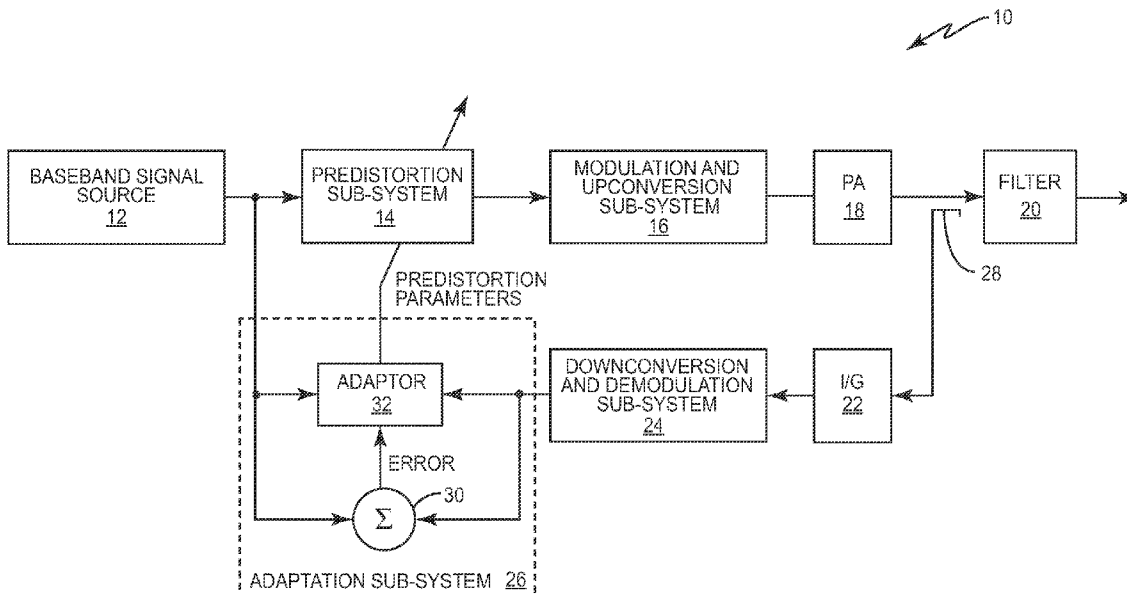 10
BASEBAND SIGNAL
SOURCE
12
PREDISTORTION
SUB-SYSTEM
14
MODULATION AND
UPCONVERSION
SUB-SYSTEM
16
PA
18
FILTER
20
28
PREDISTORTION
PARAMETERS
ADAPTOR
32
DOWNCONVERSION
AND DEMODULATION
SUB-SYSTEM
24
I/G
22
ERROR
30
Σ
ADAPTATION SUB-SYSTEM 26